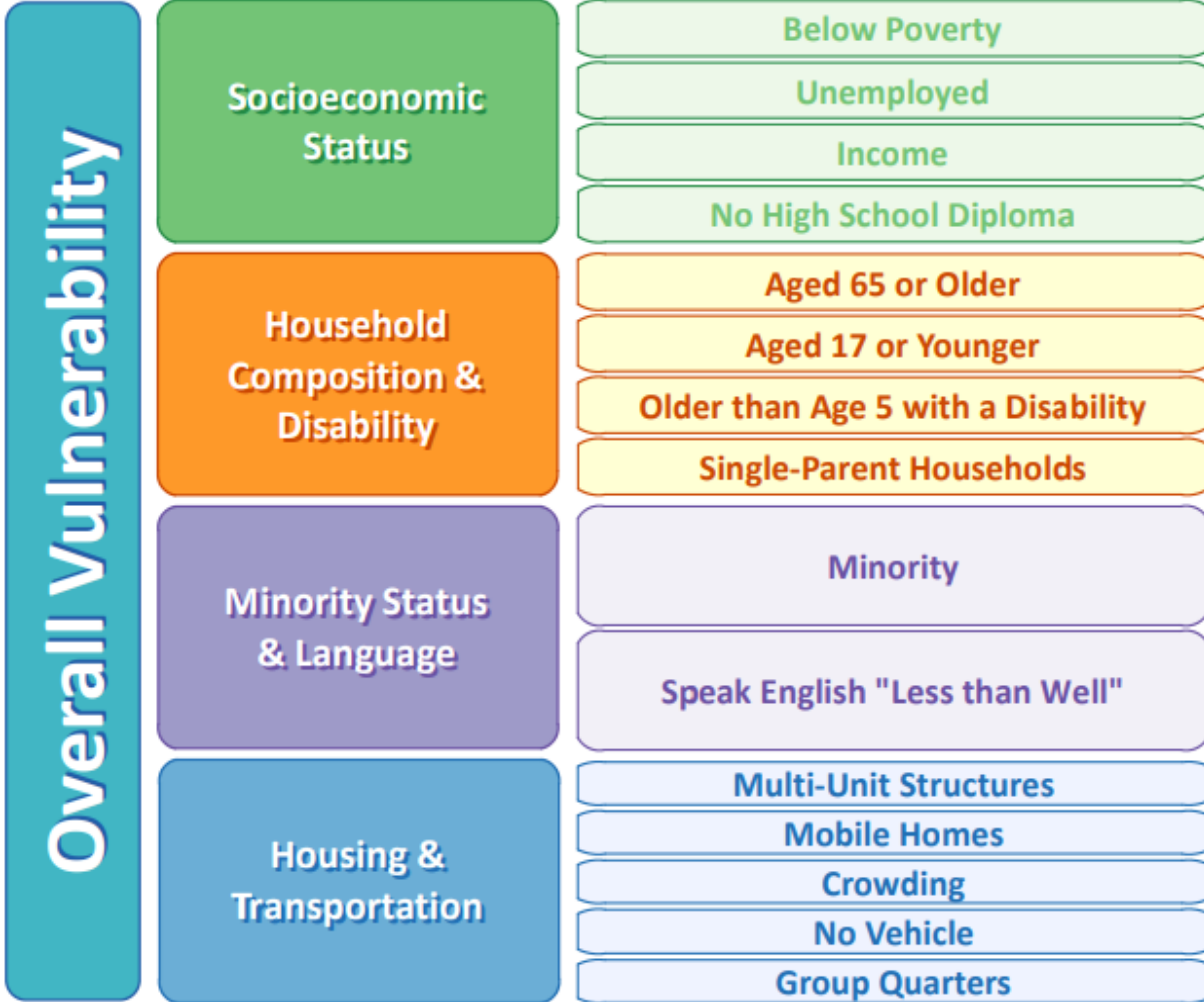 Overall Vulnerability
Socioeconomic
Status
Below Poverty
Unemployed
Income
No High School Diploma
Household
Composition &
Disability
Aged 65 or Older
Aged 17 or Younger
Older than Age 5 with a Disability
Single-Parent Households
Minority Status
& Language
Minority
Speak English "Less than Well"
Housing &
Transportation
Multi-Unit Structures
Mobile Homes
Crowding
No Vehicle
Group Quarters